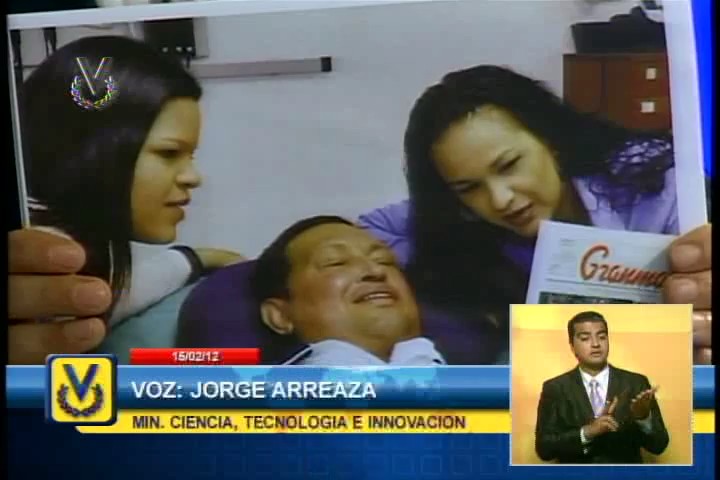 V
Granma
15/02/12
VOZ: JORGE ARREAZA
MIN. CIENCIA, TECNOLOGIA E INNOVACION
V